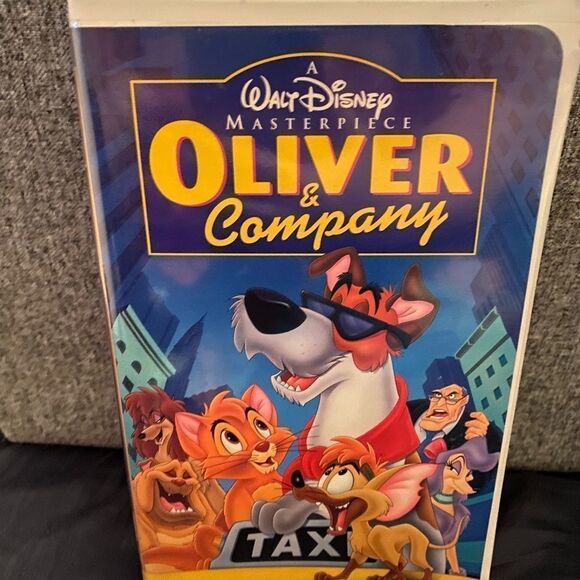 A
WALT DISNEY
MASTERPIECE
OLIVER
&
Company
TAXI